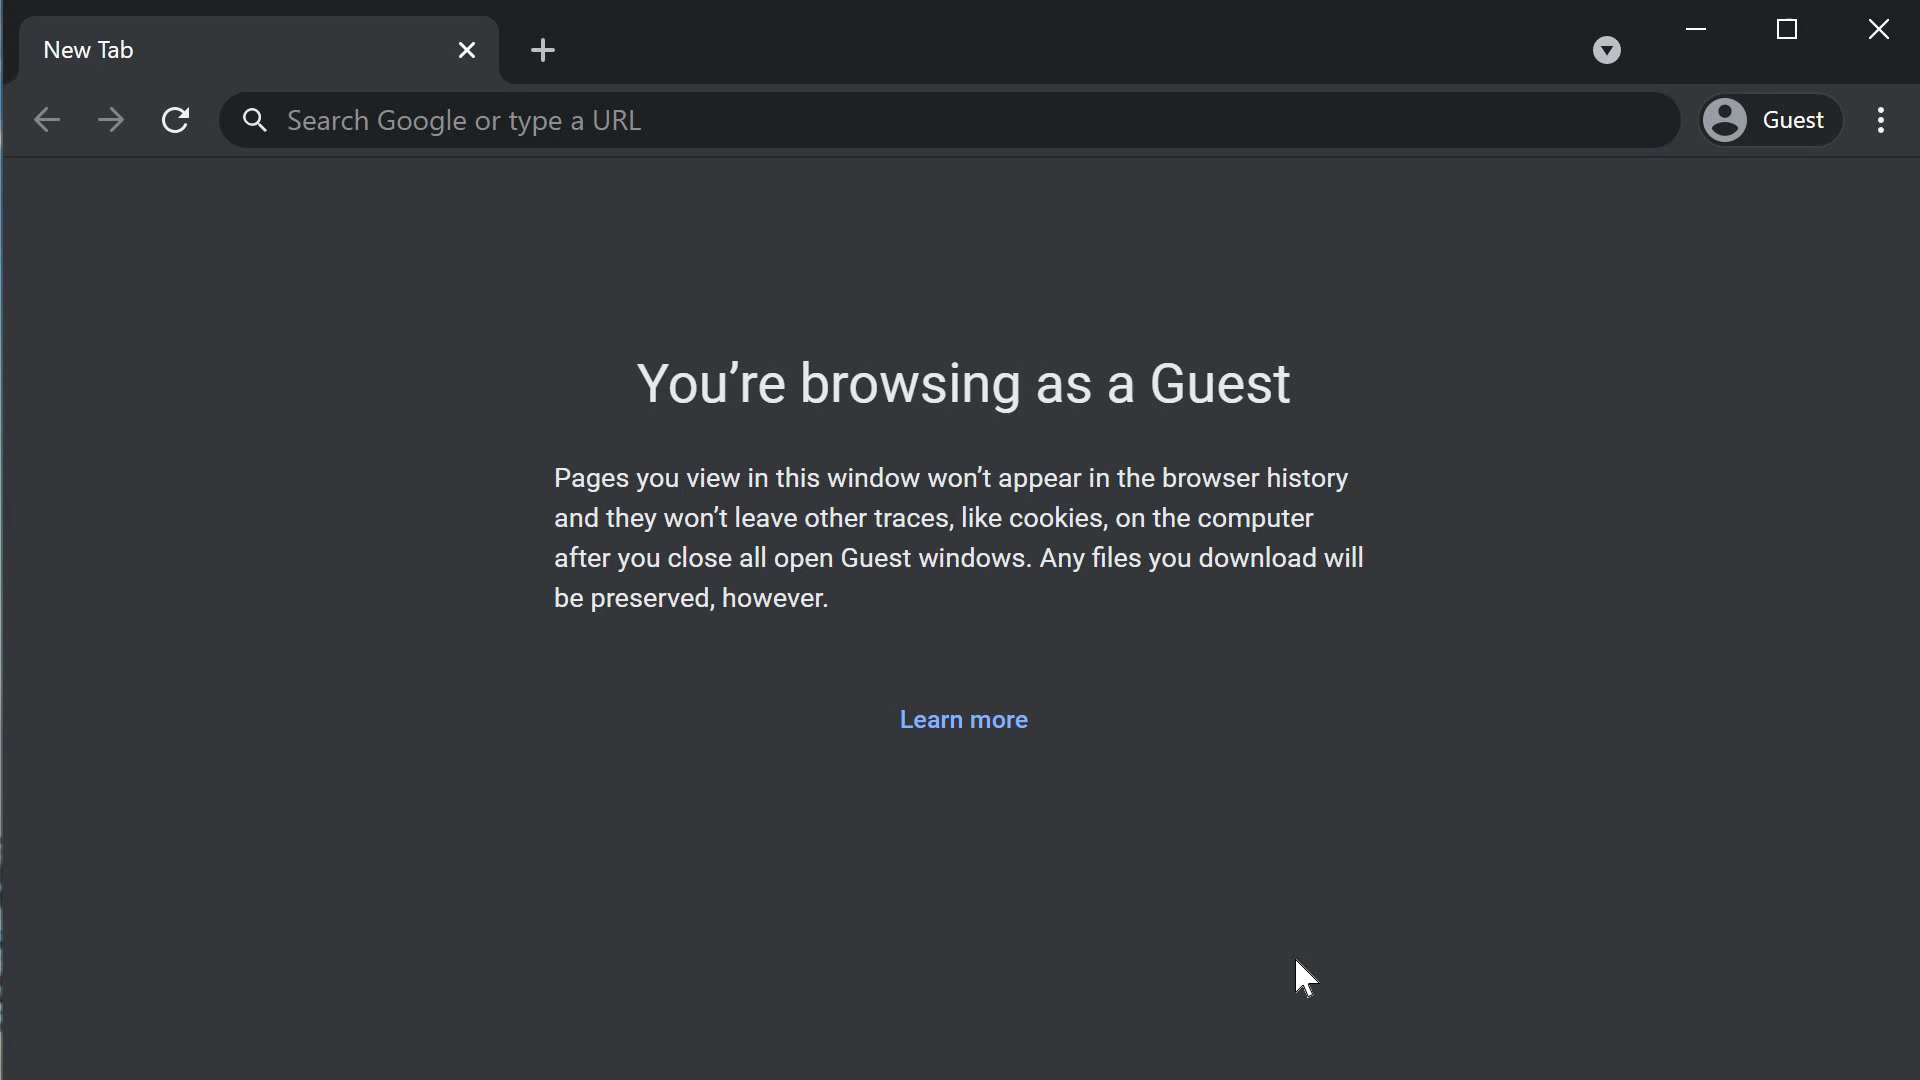 New Tab
Search Google or type a URL
Guest
You’re browsing as a Guest
Pages you view in this window won’t appear in the browser history
and they won’t leave other traces, like cookies, on the computer
after you close all open Guest windows. Any files you download will
be preserved, however.
Learn more